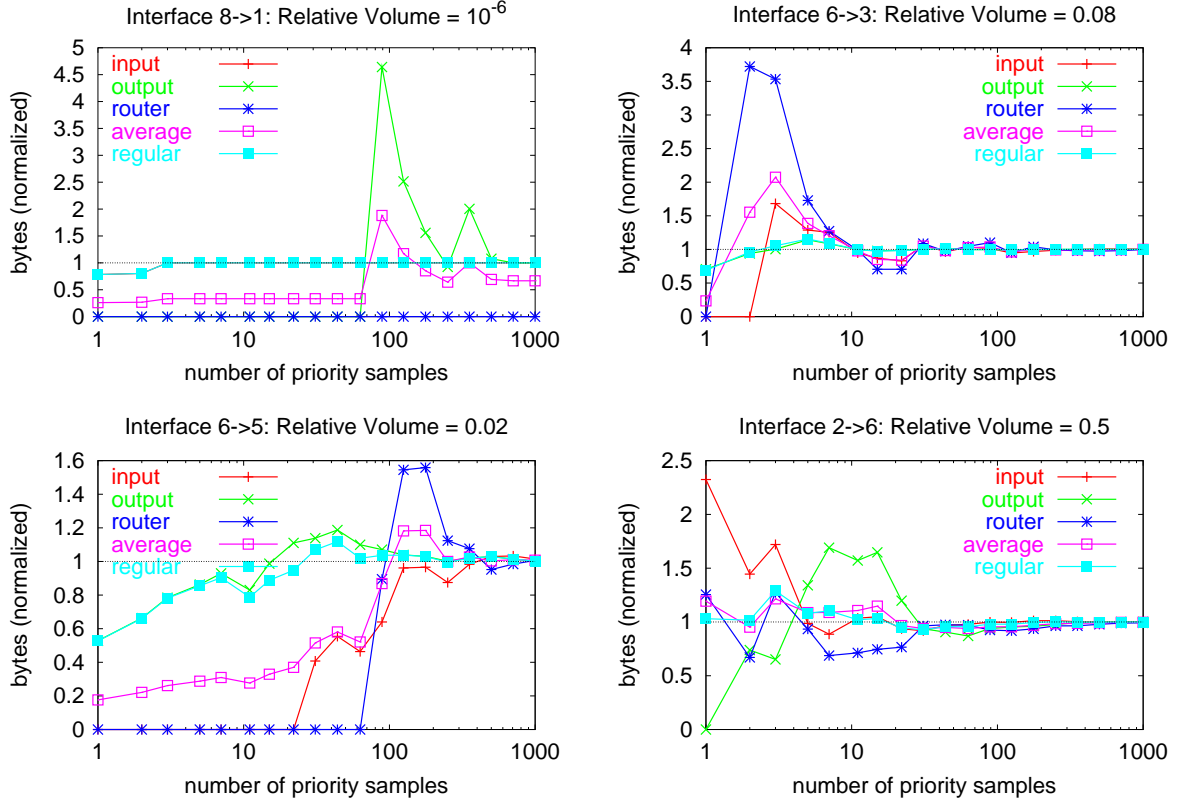 Interface 8->1: Relative Volume = 10^-6
bytes (normalized)
5
4.5
4
3.5
3
2.5
2
1.5
1
0.5
0
input
output
router
average
regular
1 10 100 1000
number of priority samples
Interface 6->3: Relative Volume = 0.08
bytes (normalized)
4
3.5
3
2.5
2
1.5
1
0.5
0
input
output
router
average
regular
1 10 100 1000
number of priority samples
Interface 6->5: Relative Volume = 0.02
bytes (normalized)
1.6
1.4
1.2
1
0.8
0.6
0.4
0.2
0
input
output
router
average
regular
1 10 100 1000
number of priority samples
Interface 2->6: Relative Volume = 0.5
bytes (normalized)
2.5
2
1.5
1
0.5
0
input
output
router
average
regular
1 10 100 1000
number of priority samples